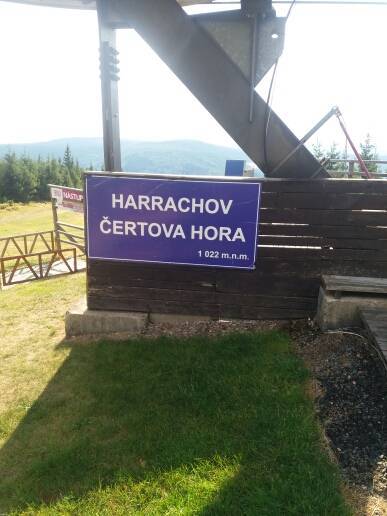 HARRACHOV
ČERTOVA HORA
1 022 m.n.m.
NÁSTUP